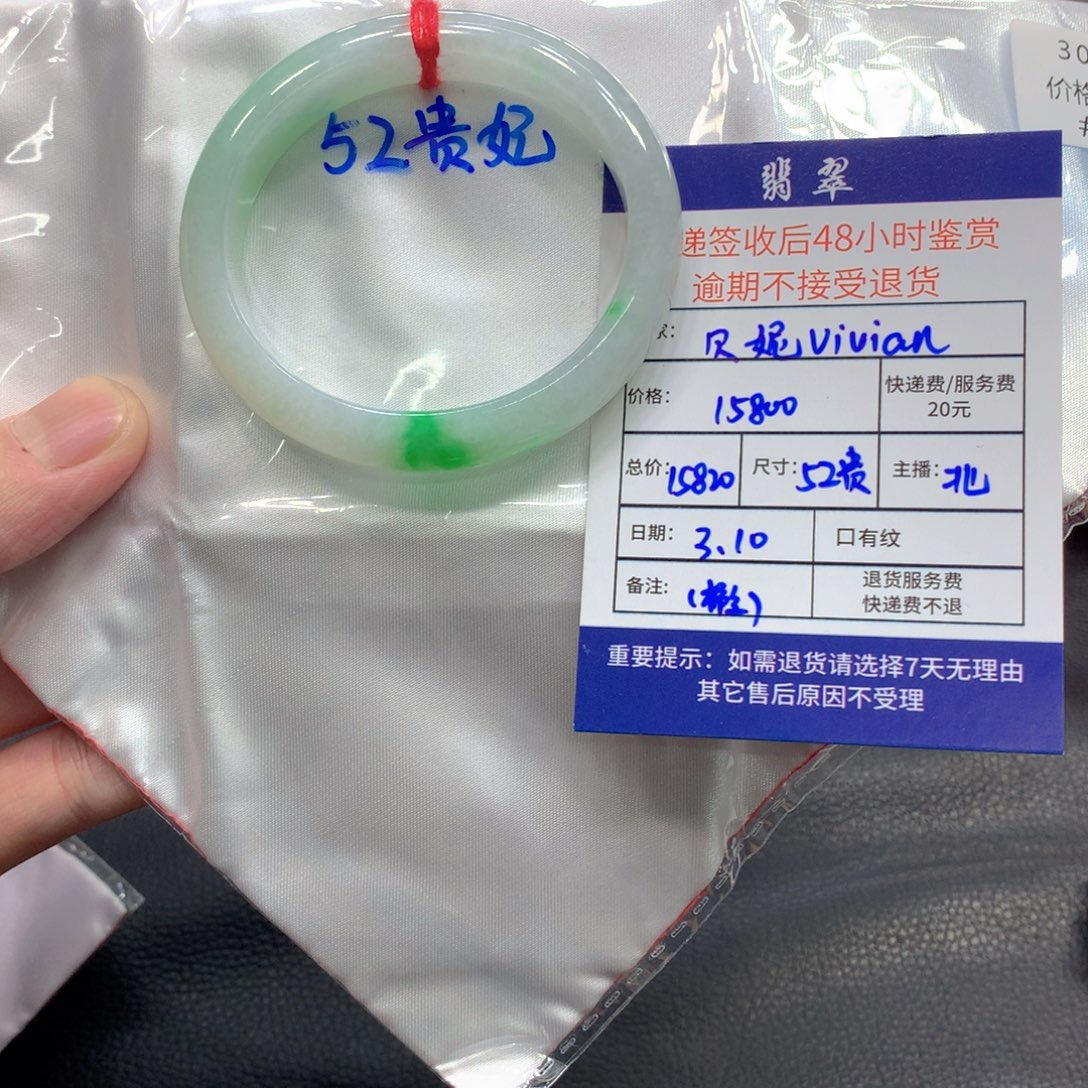 52贵妃
30
价格
翡翠
递签收后48小时鉴赏
逾期不接受退货
贝妮Vivian
价格: 15800
快递费/服务费
20元
总价: 15820
尺寸: 52贵
主播: 北
日期: 3.10
口有纹
备注:
退货服务费
快递费不退
重要提示：如需退货请选择7天无理由
其它售后原因不受理